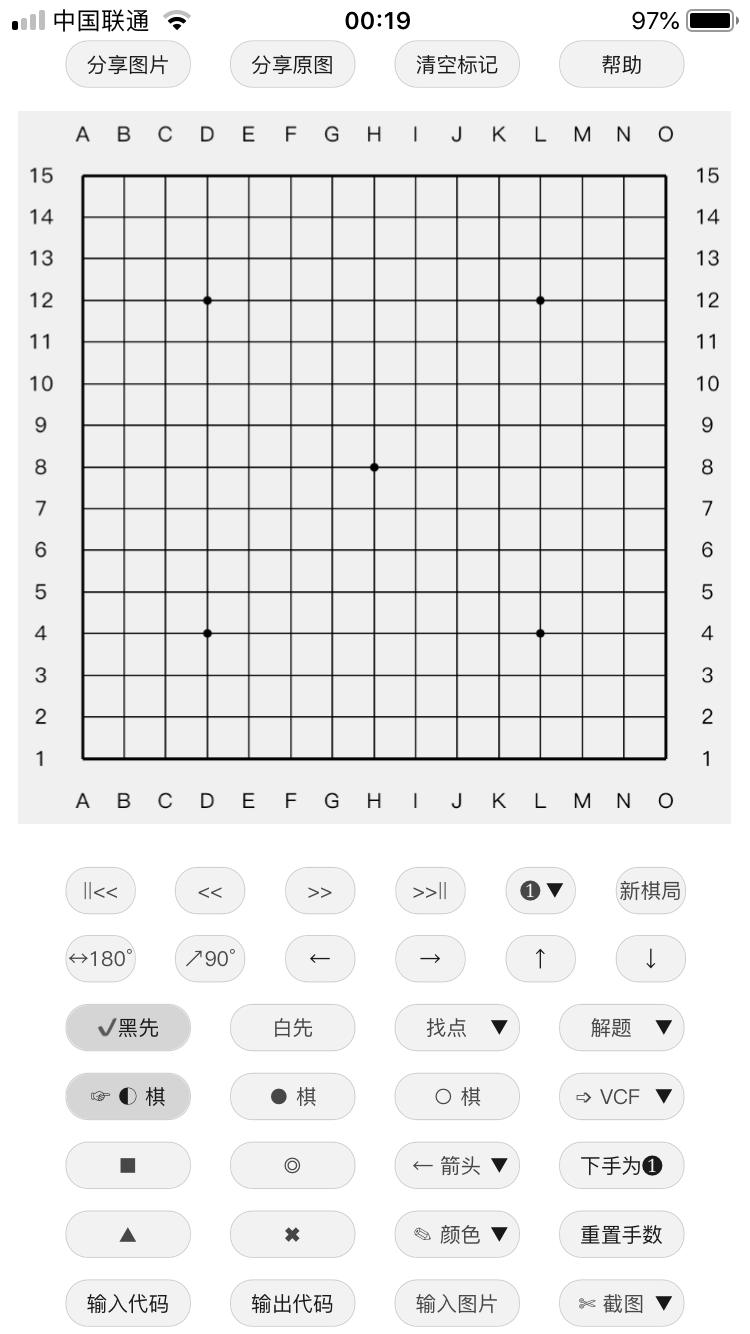 中国联通 00:19 97%
分享图片 分享原图 清空标记 帮助
A B C D E F G H I J K L M N O
15 15
14 14
13 13
12 12
11 11
10 10
9 9
8 8
7 7
6 6
5 5
4 4
3 3
2 2
1 1
A B C D E F G H I J K L M N O
||<< << >> >>|| ❶▼ 新棋局
↔180° ↗90° ← → ↑ ↓
✔黑先 白先 找点 ▼ 解题 ▼
☞ ◐ 棋 ● 棋 ○ 棋 ➩ VCF ▼
■ ◎ ← 箭头 ▼ 下手为❶
▲ ✖ ✎ 颜色 ▼ 重置手数
输入代码 输出代码 输入图片 ✄ 截图 ▼